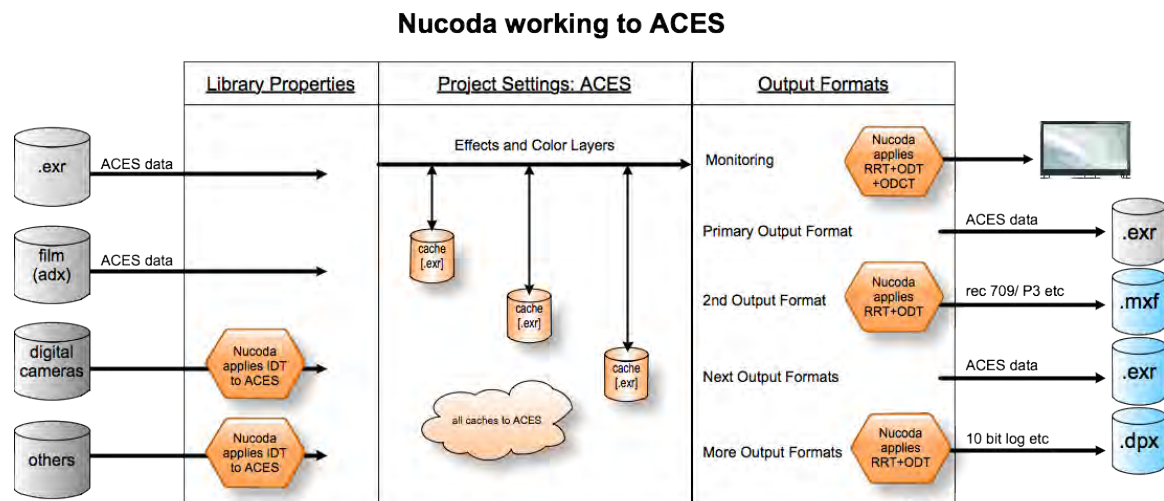 Nucoda working to ACES
Library Properties
Project Settings: ACES
Output Formats
.exr
ACES data
film
(adx)
ACES data
digital
cameras
Nucoda
applies IDT
to ACES
others
Nucoda
applies IDT
to ACES
Effects and Color Layers
cache
[.exr]
cache
[.exr]
cache
[.exr]
all caches to ACES
Monitoring
Nucoda
applies
RRT+ODT
+ODCT
Primary Output Format
ACES data
.exr
2nd Output Format
Nucoda
applies
RRT+ODT
rec 709/ P3 etc
.mxf
Next Output Formats
ACES data
.exr
More Output Formats
Nucoda
applies
RRT+ODT
10 bit log etc
.dpx